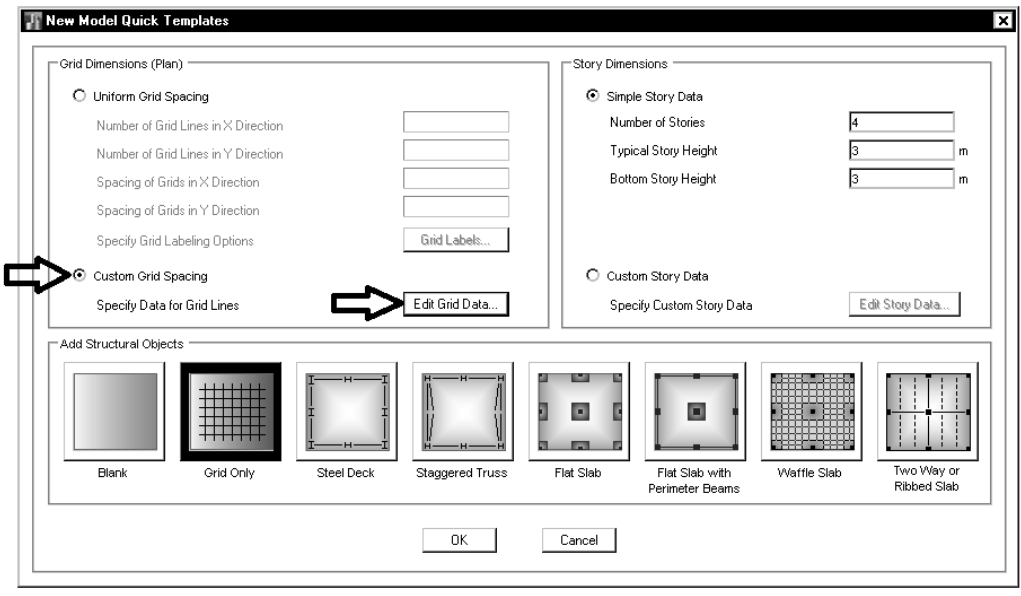 New Model Quick Templates
Grid Dimensions (Plan)
Uniform Grid Spacing
Number of Grid Lines in X Direction
Number of Grid Lines in Y Direction
Spacing of Grids in X Direction
Spacing of Grids in Y Direction
Specify Grid Labeling Options
Grid Labels...
Custom Grid Spacing
Specify Data for Grid Lines
Edit Grid Data...
Story Dimensions
Simple Story Data
Number of Stories
4
Typical Story Height
3
m
Bottom Story Height
3
m
Custom Story Data
Specify Custom Story Data
Edit Story Data...
Add Structural Objects
Blank
Grid Only
Steel Deck
Staggered Truss
Flat Slab
Flat Slab with
Perimeter Beams
Waffle Slab
Two Way or
Ribbed Slab
OK
Cancel